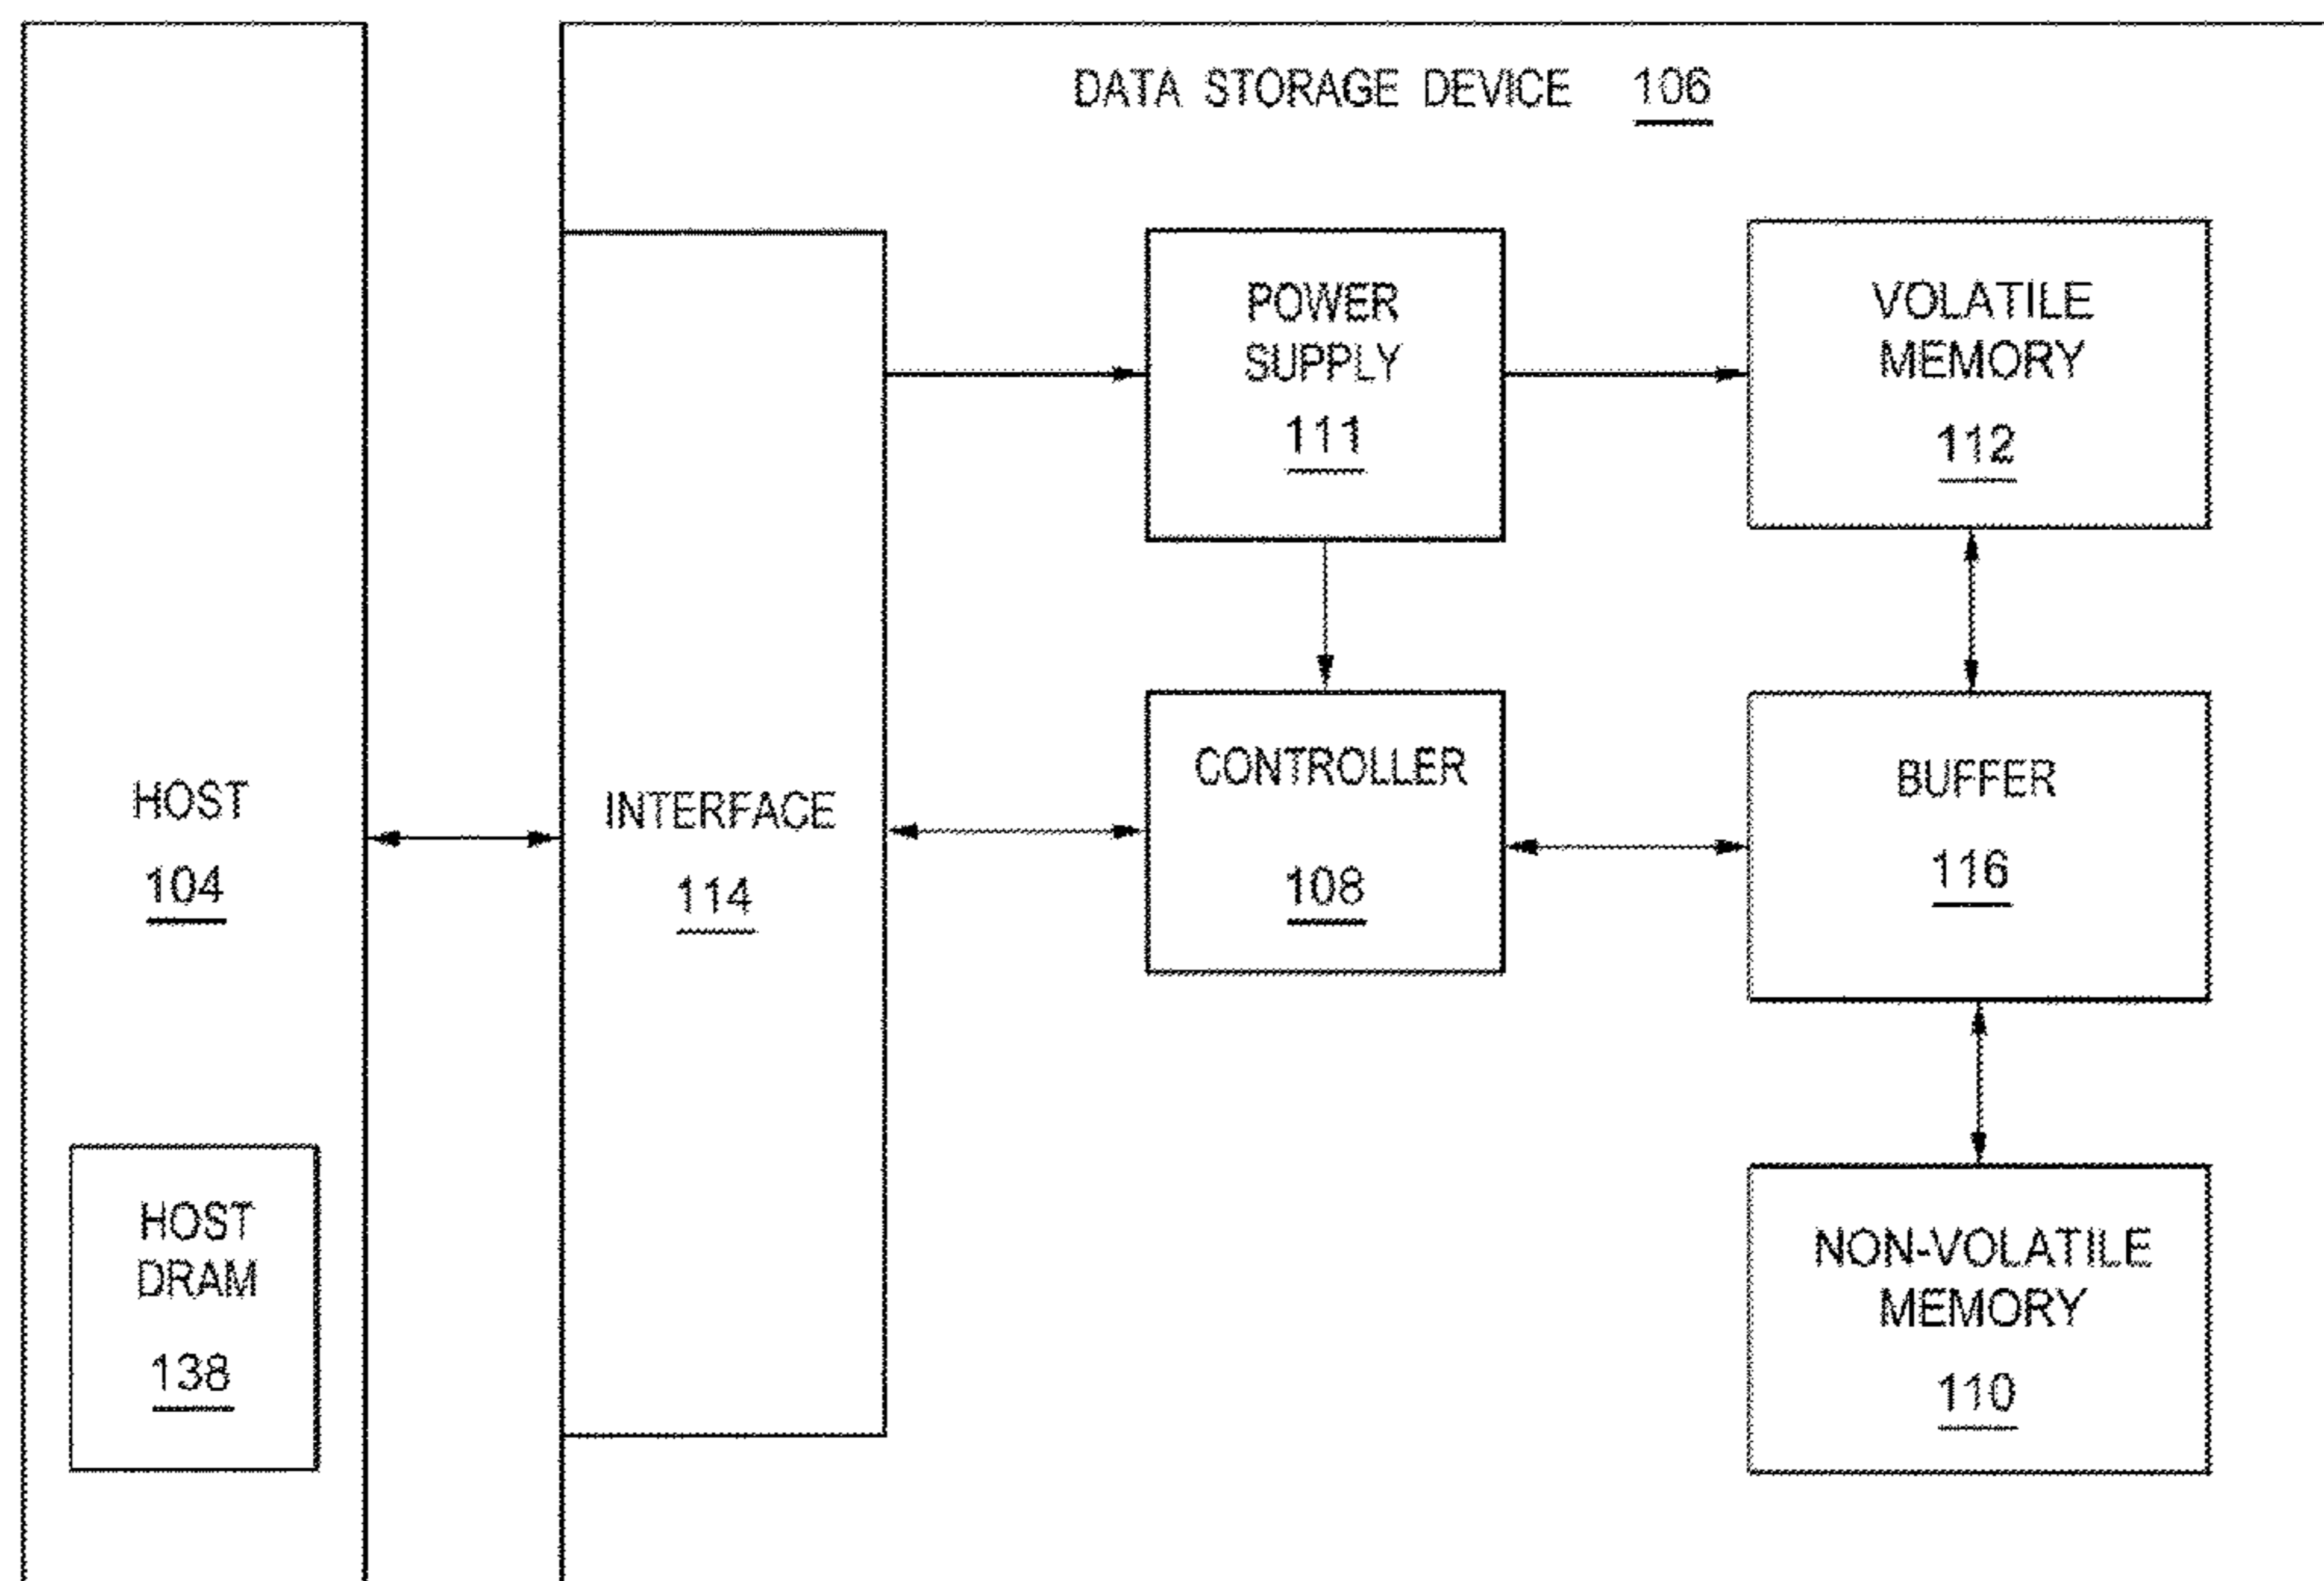 DATA STORAGE DEVICE 106
HOST
104
HOST
DRAM
138
INTERFACE
114
POWER
SUPPLY
111
CONTROLLER
108
VOLATILE
MEMORY
112
BUFFER
116
NON-VOLATILE
MEMORY
110